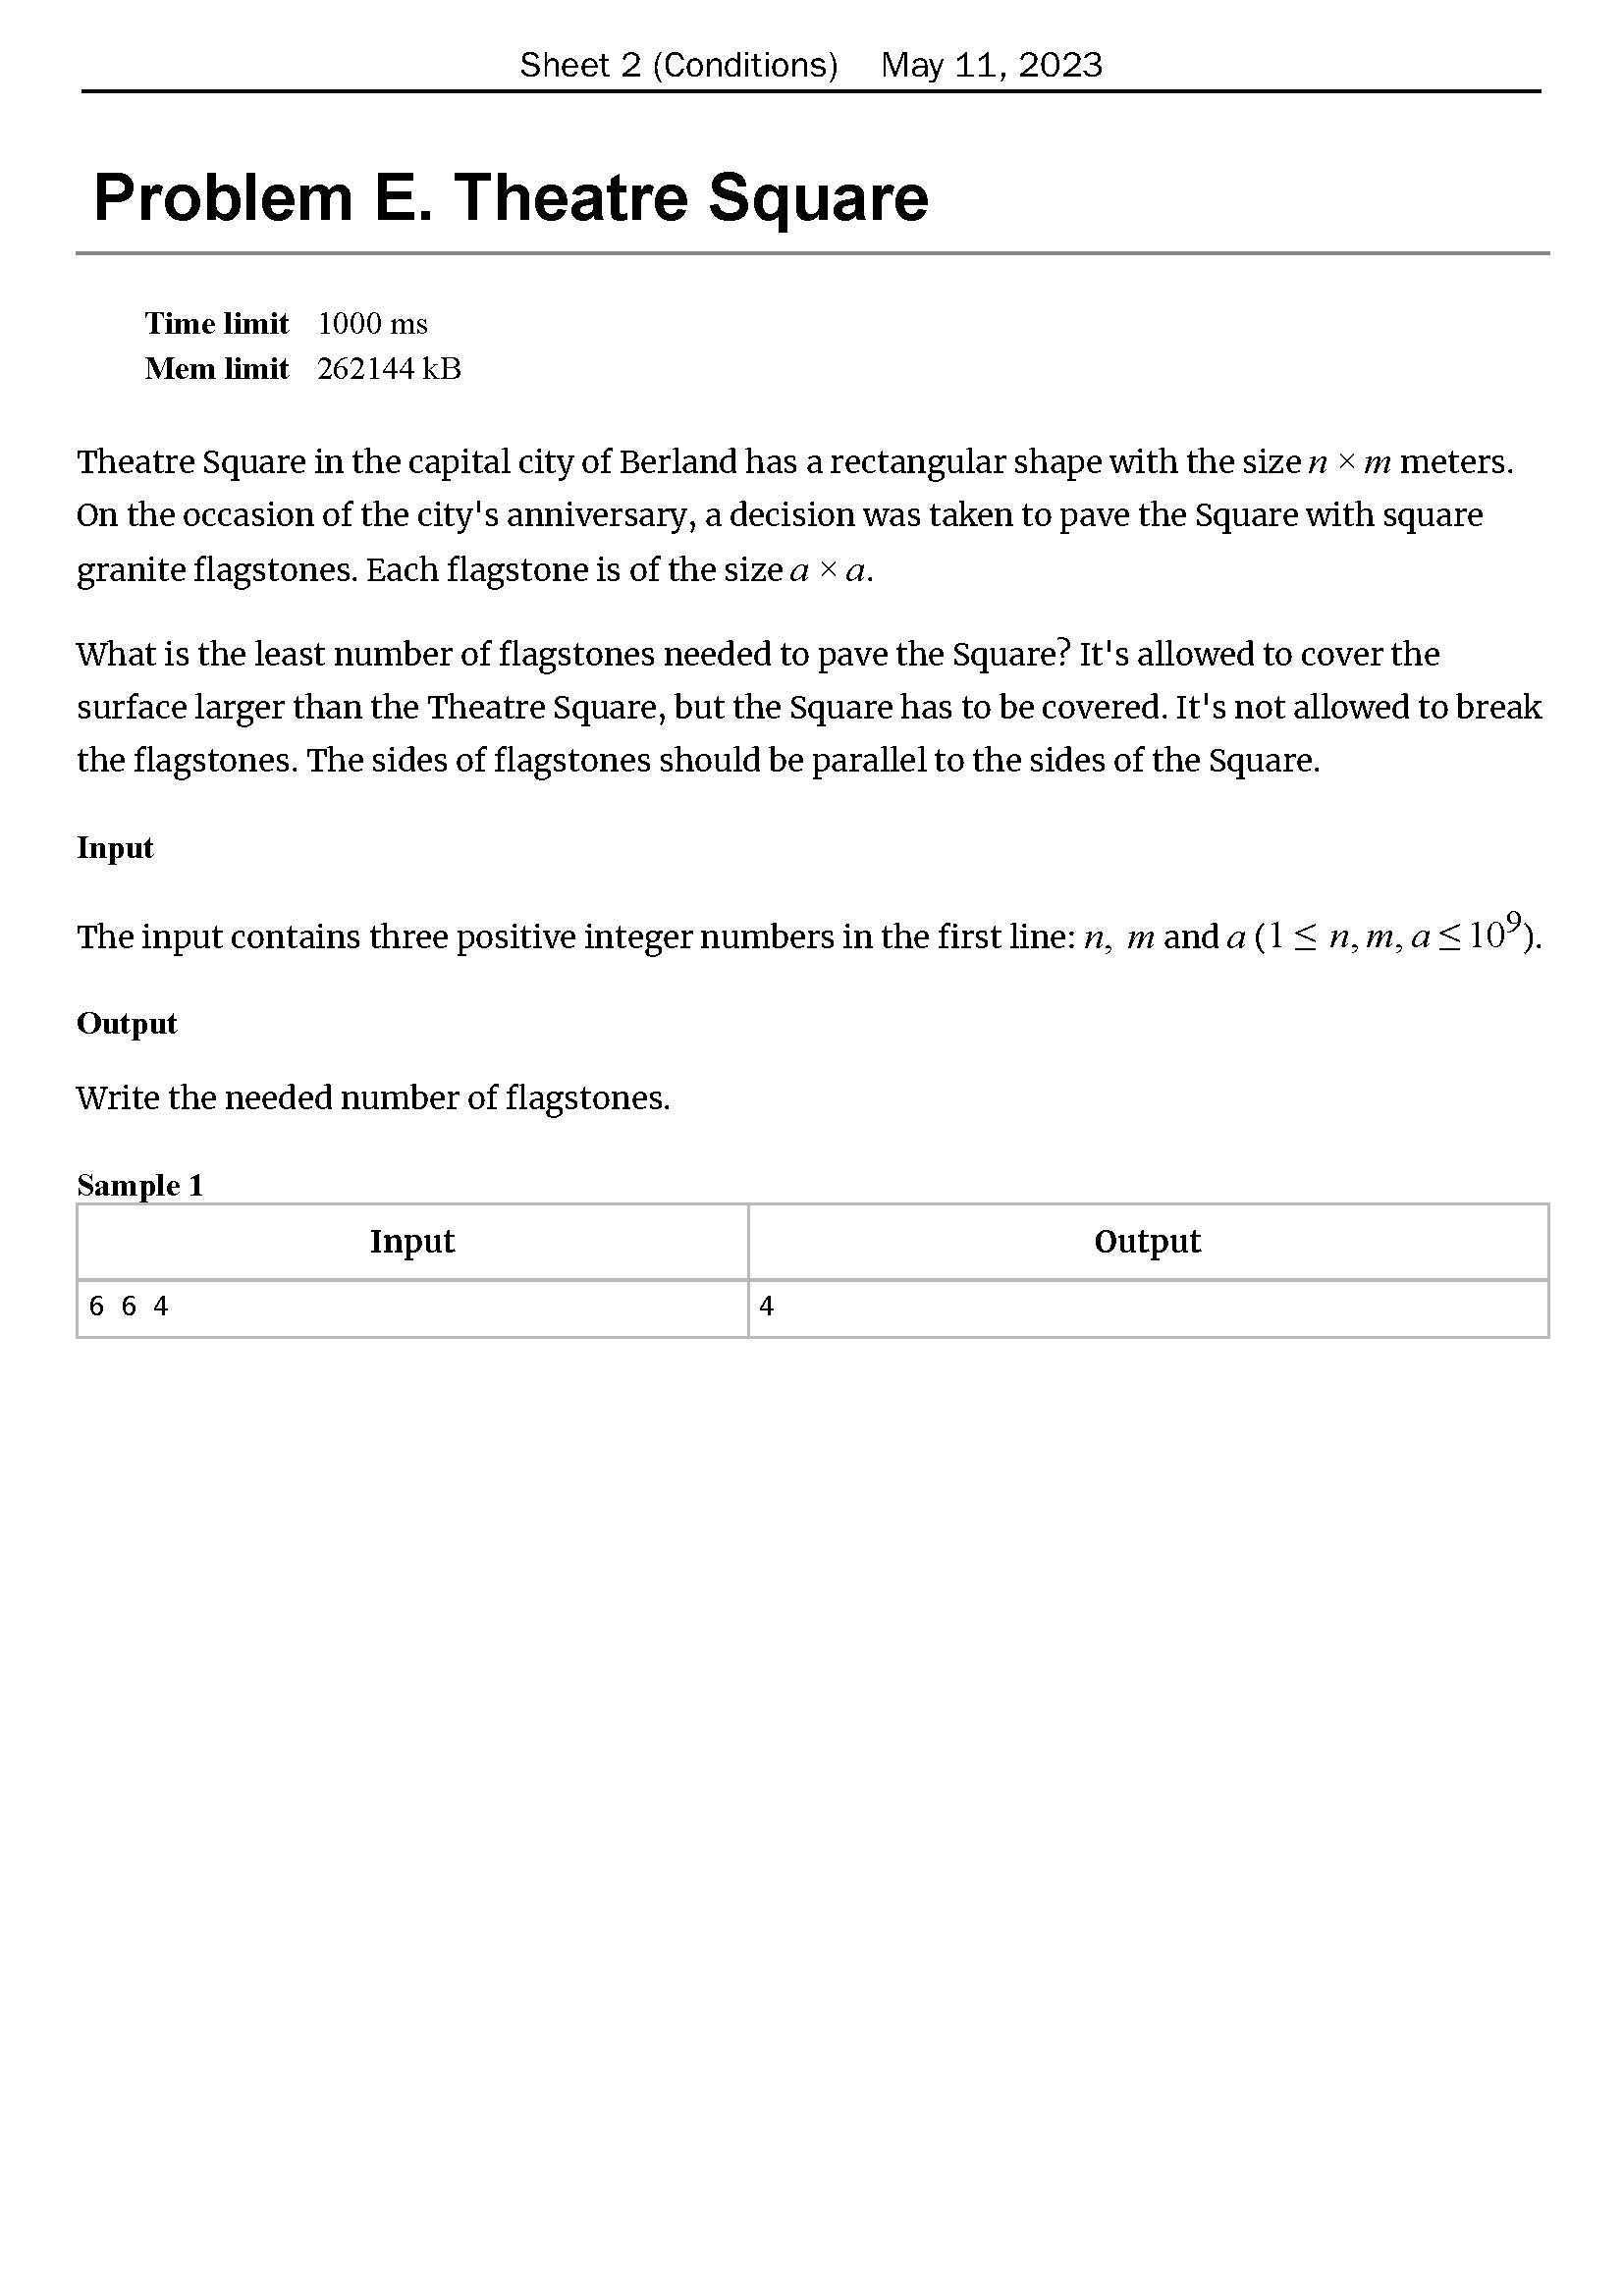 Sheet 2 (Conditions) May 11, 2023
Problem E. Theatre Square
Time limit 1000 ms
Mem limit 262144 kB
Theatre Square in the capital city of Berland has a rectangular shape with the size n × m meters.
On the occasion of the city's anniversary, a decision was taken to pave the Square with square
granite flagstones. Each flagstone is of the size a × a.
What is the least number of flagstones needed to pave the Square? It's allowed to cover the
surface larger than the Theatre Square, but the Square has to be covered. It's not allowed to break
the flagstones. The sides of flagstones should be parallel to the sides of the Square.
Input
The input contains three positive integer numbers in the first line: n, m and a (1 ≤ n, m, a ≤ 10⁹).
Output
Write the needed number of flagstones.
Sample 1
Input Output
6 6 4 4